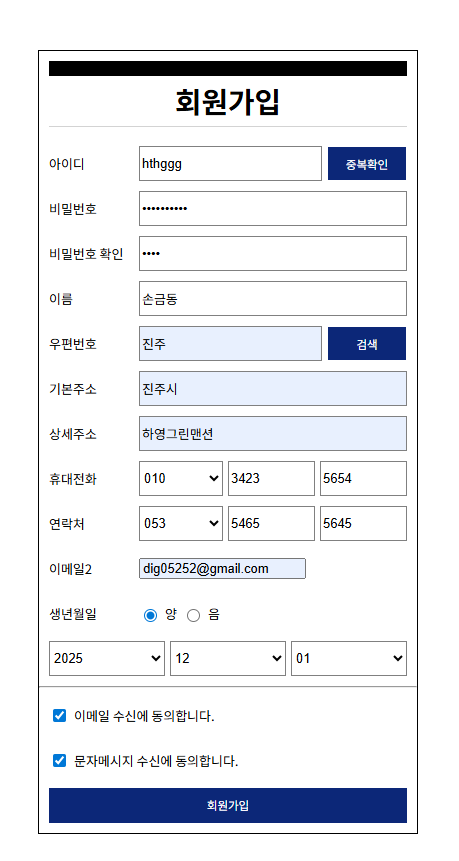 회원가입
아이디 hthggg 중복확인
비밀번호 ••••••••••
비밀번호 확인 ••••
이름 손금동
우편번호 진주 검색
기본주소 진주시
상세주소 하영그린맨션
휴대전화 010 3423 5654
연락처 053 5465 5645
이메일2 dig05252@gmail.com
생년월일 양 음
2025 12 01
이메일 수신에 동의합니다.
문자메시지 수신에 동의합니다.
회원가입